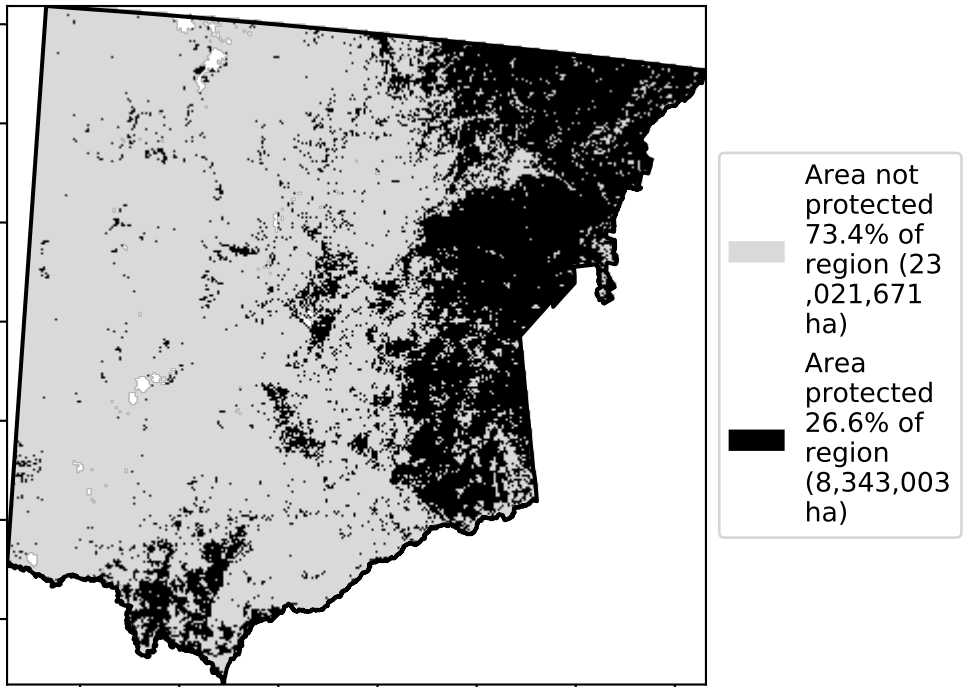 Area not
protected
73.4% of
region (23
,021,671
ha)
Area
protected
26.6% of
region
(8,343,003
ha)